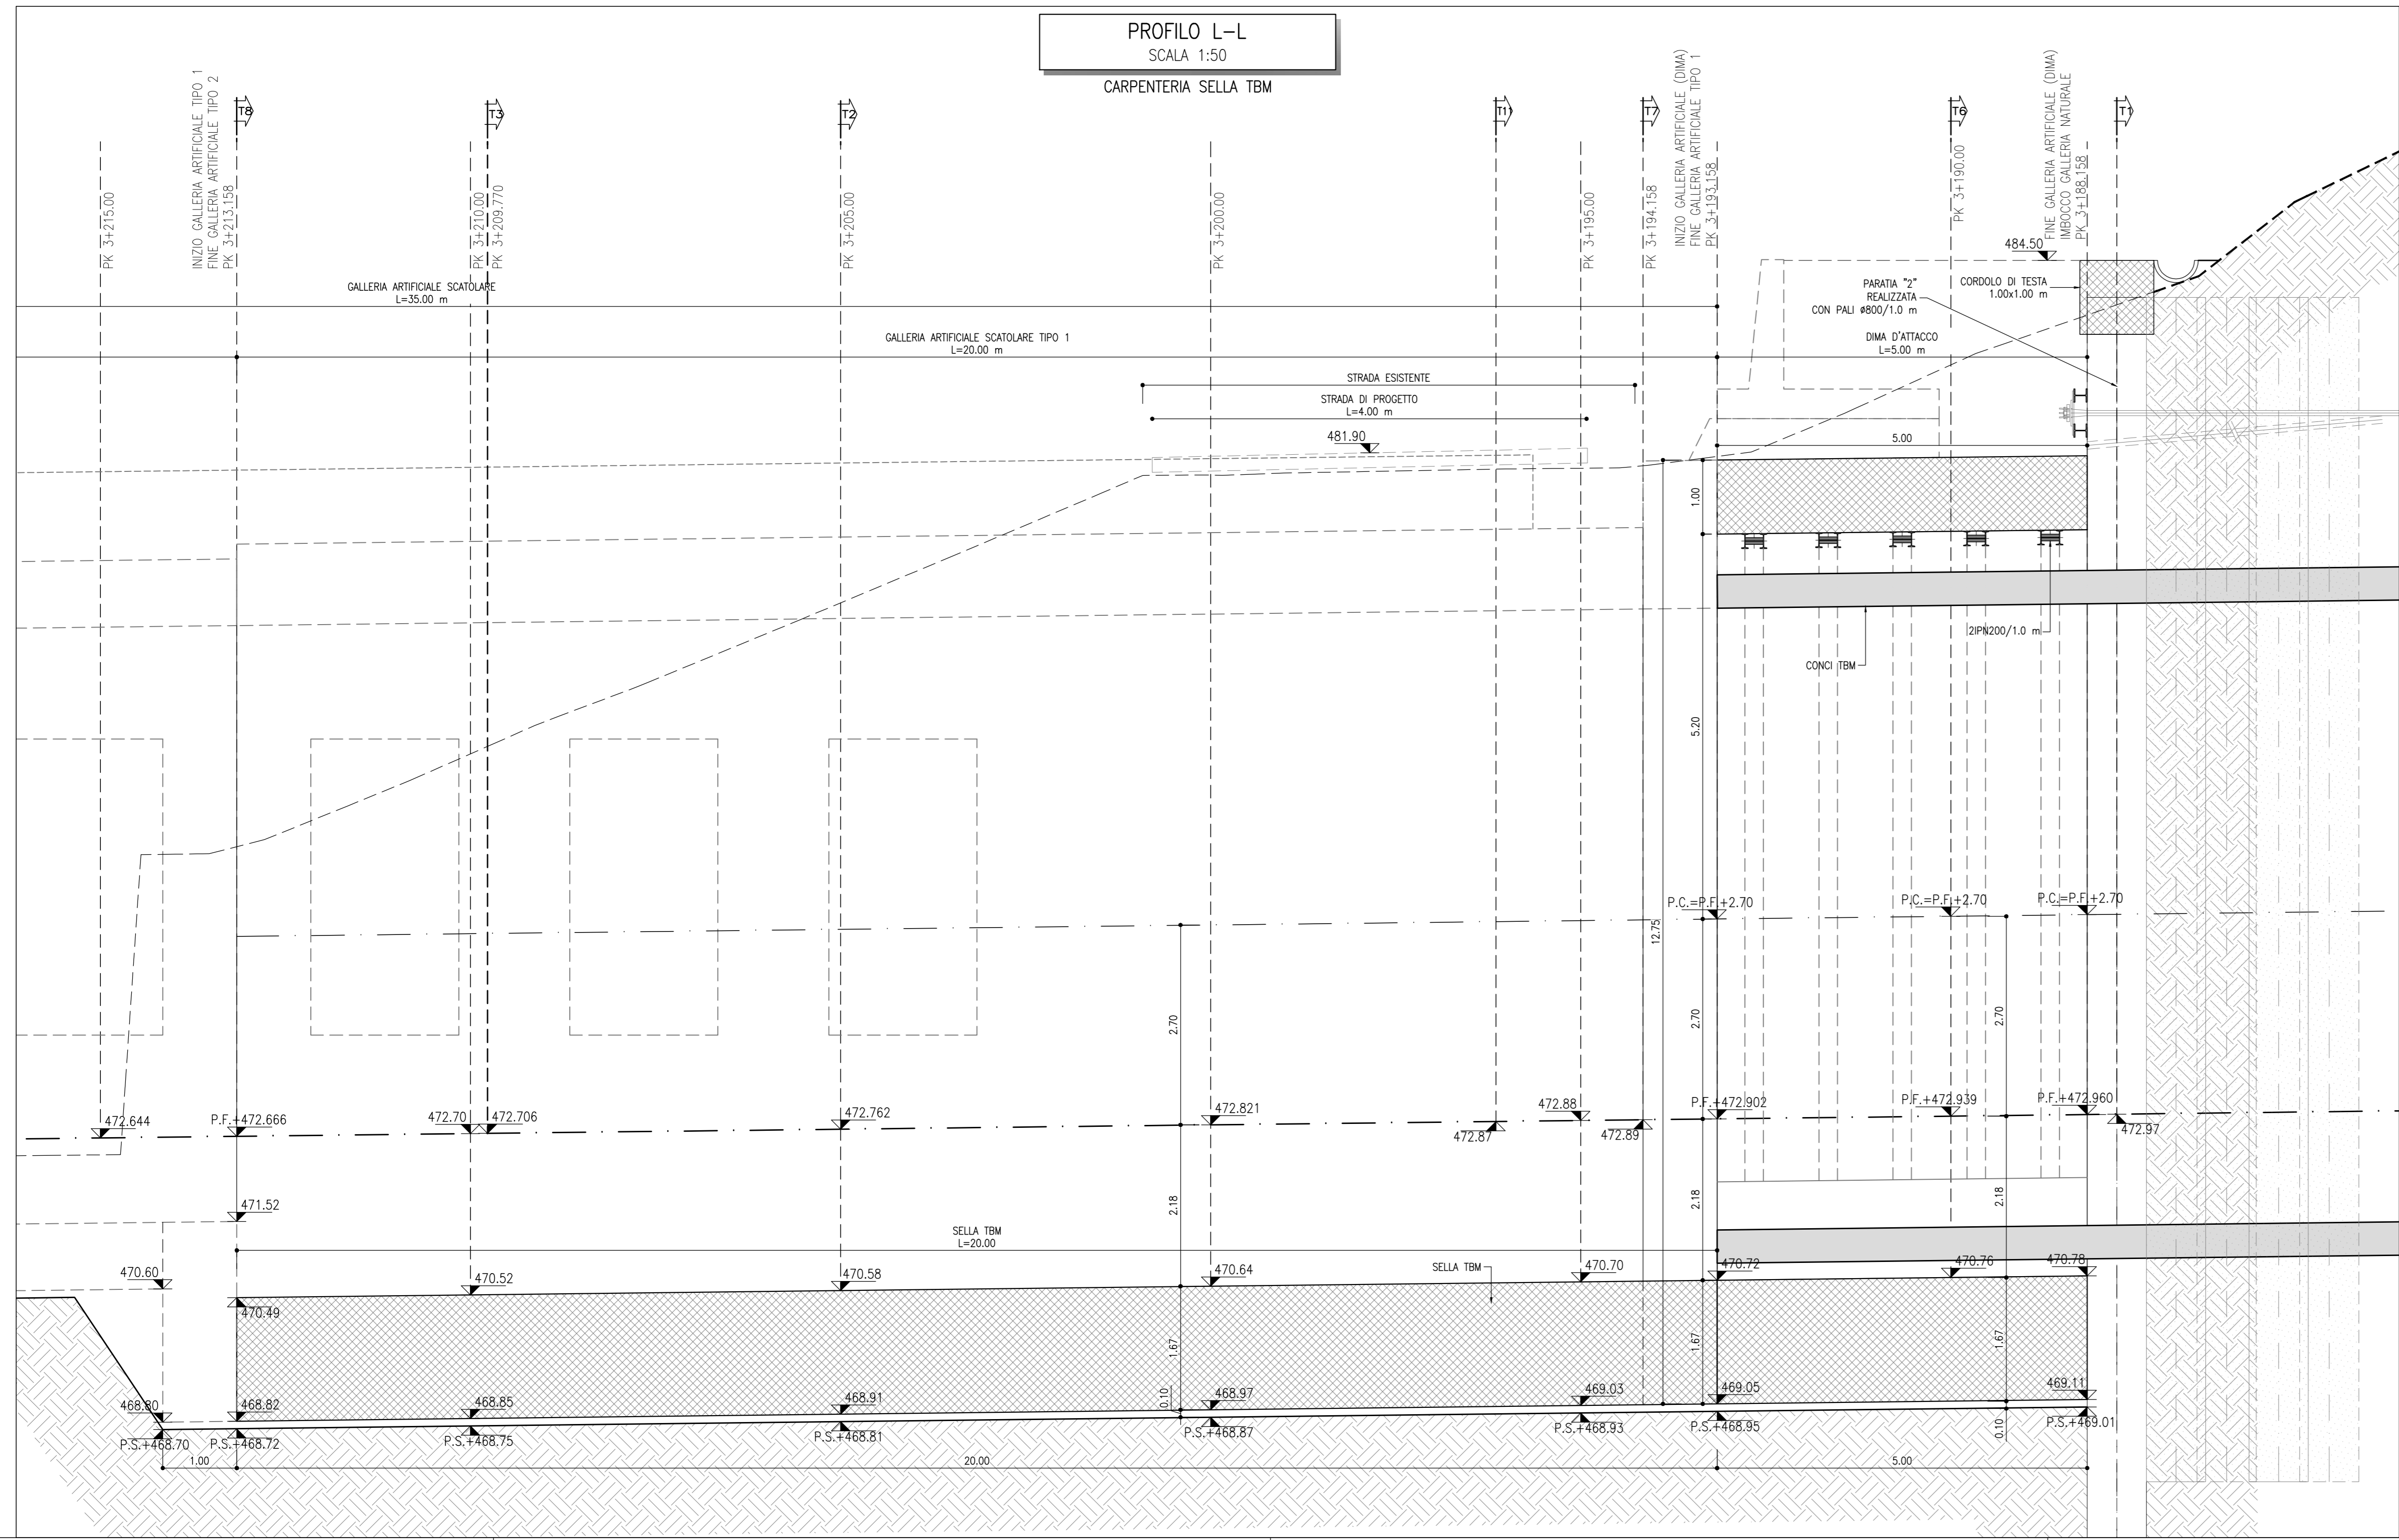 PROFILO L-L
SCALA 1:50
CARPENTERIA SELLA TBM
T8
T3
T2
T11
T7
T6
T1
PK 3+215.00
INIZIO GALLERIA ARTIFICIALE TIPO 1
FINE GALLERIA ARTIFICIALE TIPO 2
PK 3+213.158
PK 3+210.00
PK 3+209.770
PK 3+205.00
PK 3+200.00
PK 3+195.00
PK 3+194.158
INIZIO GALLERIA ARTIFICIALE (DIMA)
FINE GALLERIA ARTIFICIALE TIPO 1
PK 3+193.158
PK 3+190.00
FINE GALLERIA ARTIFICIALE (DIMA)
IMBOCCO GALLERIA NATURALE
PK 3+188.158
484.50
GALLERIA ARTIFICIALE SCATOLARE
L=35.00 m
PARATIA "2"
REALIZZATA
CON PALI ø800/1.0 m
CORDOLO DI TESTA
1.00x1.00 m
GALLERIA ARTIFICIALE SCATOLARE TIPO 1
L=20.00 m
DIMA D'ATTACCO
L=5.00 m
STRADA ESISTENTE
STRADA DI PROGETTO
L=4.00 m
481.90
5.00
1.00
2IPN200/1.0 m
CONCI TBM
5.20
12.75
P.C.=P.F.+2.70
P.C.=P.F.+2.70
P.C.=P.F.+2.70
2.70
2.70
2.70
472.644
P.F.+472.666
472.70
472.706
472.762
472.821
472.87
472.88
472.89
P.F.+472.902
P.F.+472.939
P.F.+472.960
472.97
2.18
2.18
2.18
471.52
SELLA TBM
L=20.00
SELLA TBM
470.60
470.49
470.52
470.58
470.64
470.70
470.72
470.76
470.78
1.67
1.67
1.67
0.10
0.10
468.80
468.82
468.85
468.91
468.97
469.03
469.05
469.11
P.S.+468.70
P.S.+468.72
P.S.+468.75
P.S.+468.81
P.S.+468.87
P.S.+468.93
P.S.+468.95
P.S.+469.01
1.00
20.00
5.00